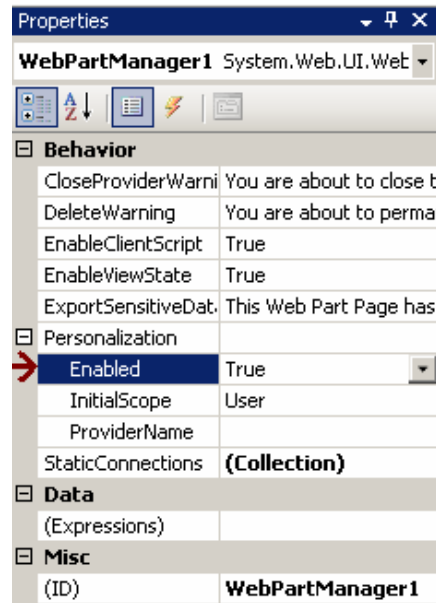 Properties
WebPartManager1 System.Web.UI.Web
Behavior
CloseProviderWarni You are about to close t
DeleteWarning You are about to perma
EnableClientScript True
EnableViewState True
ExportSensitiveDat This Web Part Page has
Personalization
Enabled True
InitialScope User
ProviderName
StaticConnections (Collection)
Data
(Expressions)
Misc
(ID) WebPartManager1